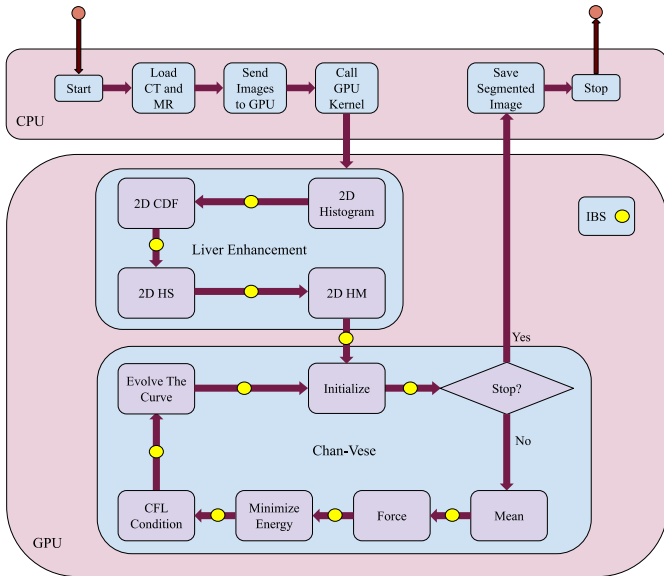 Start
Load
CT and
MR
Send
Images
to GPU
Call
GPU
Kernel
Save
Segmented
Image
Stop
CPU
2D CDF
2D
Histogram
IBS
Liver Enhancement
2D HS
2D HM
Yes
Evolve The
Curve
Initialize
Stop?
No
Chan-Vese
CFL
Condition
Minimize
Energy
Force
Mean
GPU